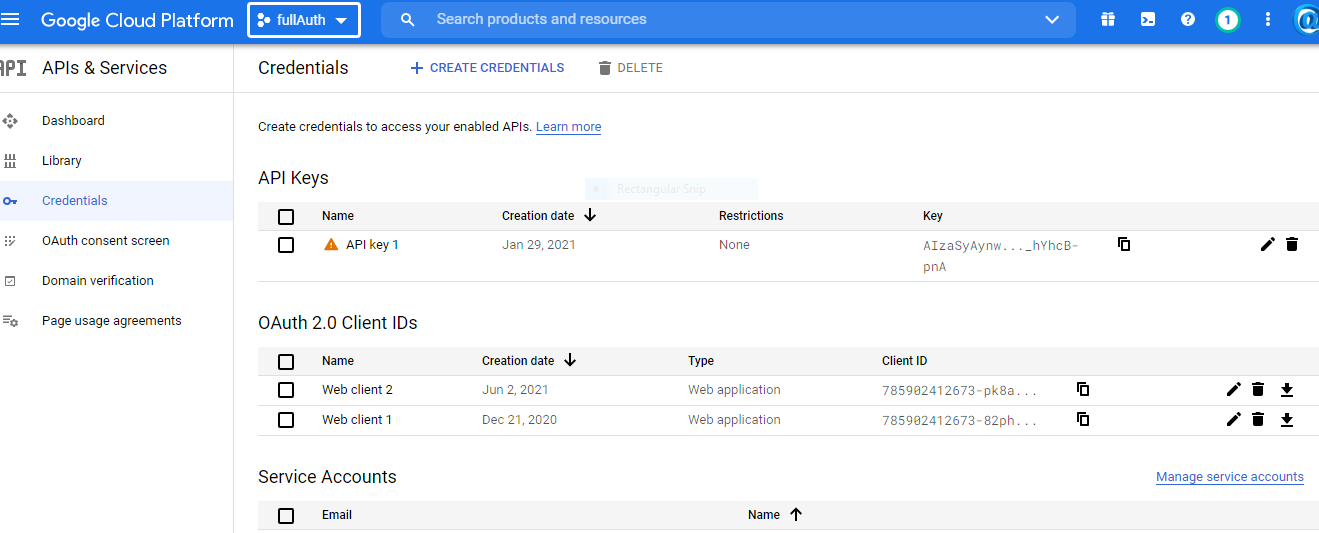 Google Cloud Platform fullAuth Search products and resources 1
API APIs & Services Credentials CREATE CREDENTIALS DELETE
Dashboard
Library
Credentials
OAuth consent screen
Domain verification
Page usage agreements
Create credentials to access your enabled APIs. Learn more
API Keys
Rectangular Snip
Name Creation date Restrictions Key
API key 1 Jan 29, 2021 None AIzaSyAynw..._hYhcB-
pnA
OAuth 2.0 Client IDs
Name Creation date Type Client ID
Web client 2 Jun 2, 2021 Web application 785902412673-pk8a...
Web client 1 Dec 21, 2020 Web application 785902412673-82ph...
Service Accounts Manage service accounts
Email Name